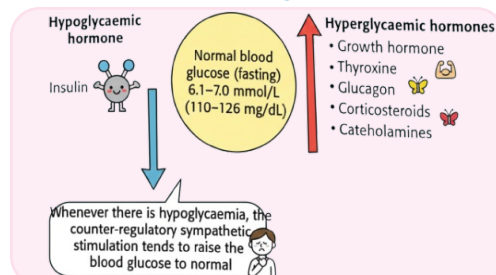 Hypoglycaemic
hormone
Insulin
Normal blood
glucose (fasting)
6.1–7.0 mmol/L
(110–126 mg/dL)
Hyperglycaemic hormones
• Growth hormone
• Thyroxine
• Glucagon
• Corticosteroids
• Cateholamines
Whenever there is hypoglycaemia, the
counter-regulatory sympathetic
stimulation tends to raise the
blood glucose to normal